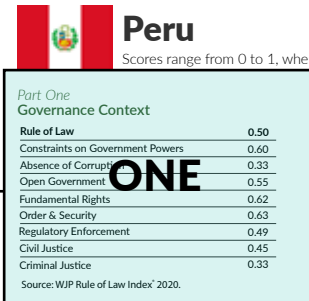 Peru
Scores range from 0 to 1, whe
Part One
Governance Context
Rule of Law 0.50
Constraints on Government Powers 0.60
Absence of Corruption 0.33
ONE
Open Government 0.55
Fundamental Rights 0.62
Order & Security 0.63
Regulatory Enforcement 0.49
Civil Justice 0.45
Criminal Justice 0.33
Source: WJP Rule of Law Index® 2020.